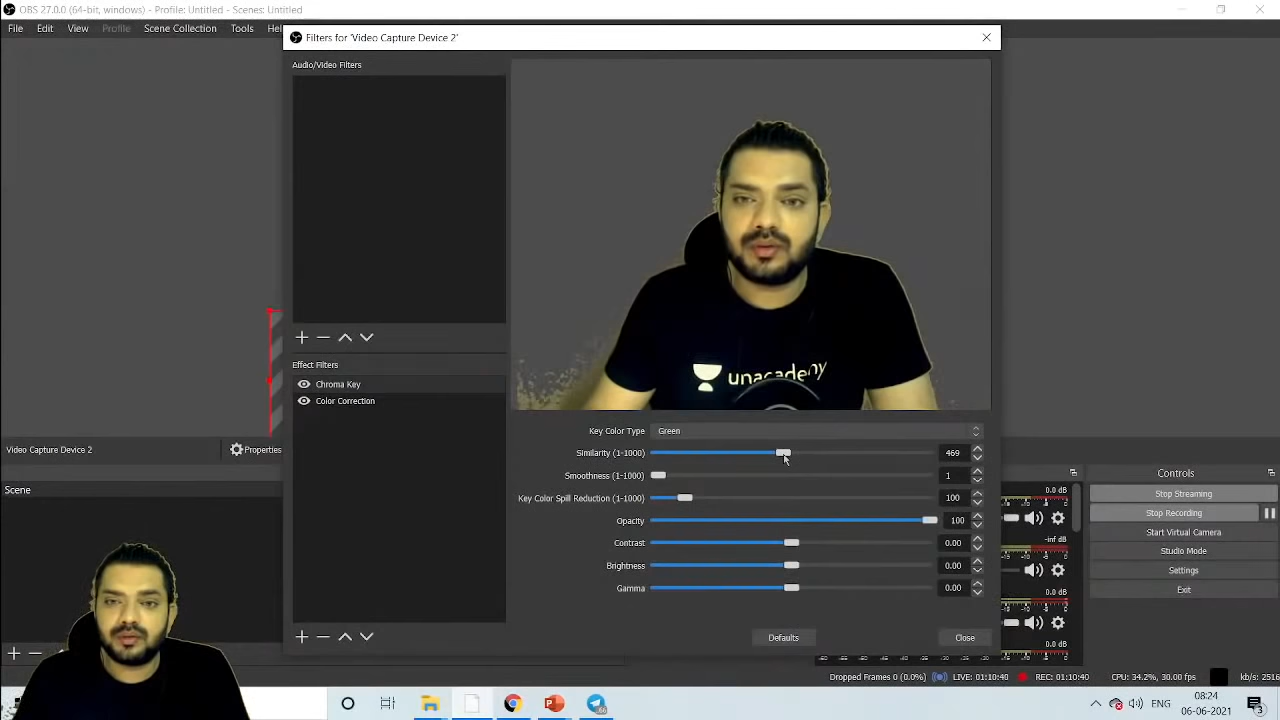 OBS 27.0.0 (64-bit, windows) - Profile: Untitled - Scenes: Untitled
File Edit View Profile Scene Collection Tools He
Filters for 'Video Capture Device 2'
Audio/Video Filters
Effect Filters
Chroma Key
Color Correction
unacademy
Key Color Type Green
Similarity (1-1000) 469
Smoothness (1-1000) 1
Key Color Spill Reduction (1-1000) 100
Opacity 100
Contrast 0.00
Brightness 0.00
Gamma 0.00
Defaults Close
Video Capture Device 2 Properties
Scene
0.0 dB
-inf dB
0.0 dB
0.0 dB
Controls
Stop Streaming
Stop Recording
Start Virtual Camera
Studio Mode
Settings
Exit
Dropped Frames 0 (0.0%) LIVE: 01:10:40 REC: 01:10:40 CPU: 34.2%, 30.00 fps kb/s: 2516
08:24
06-06-2021